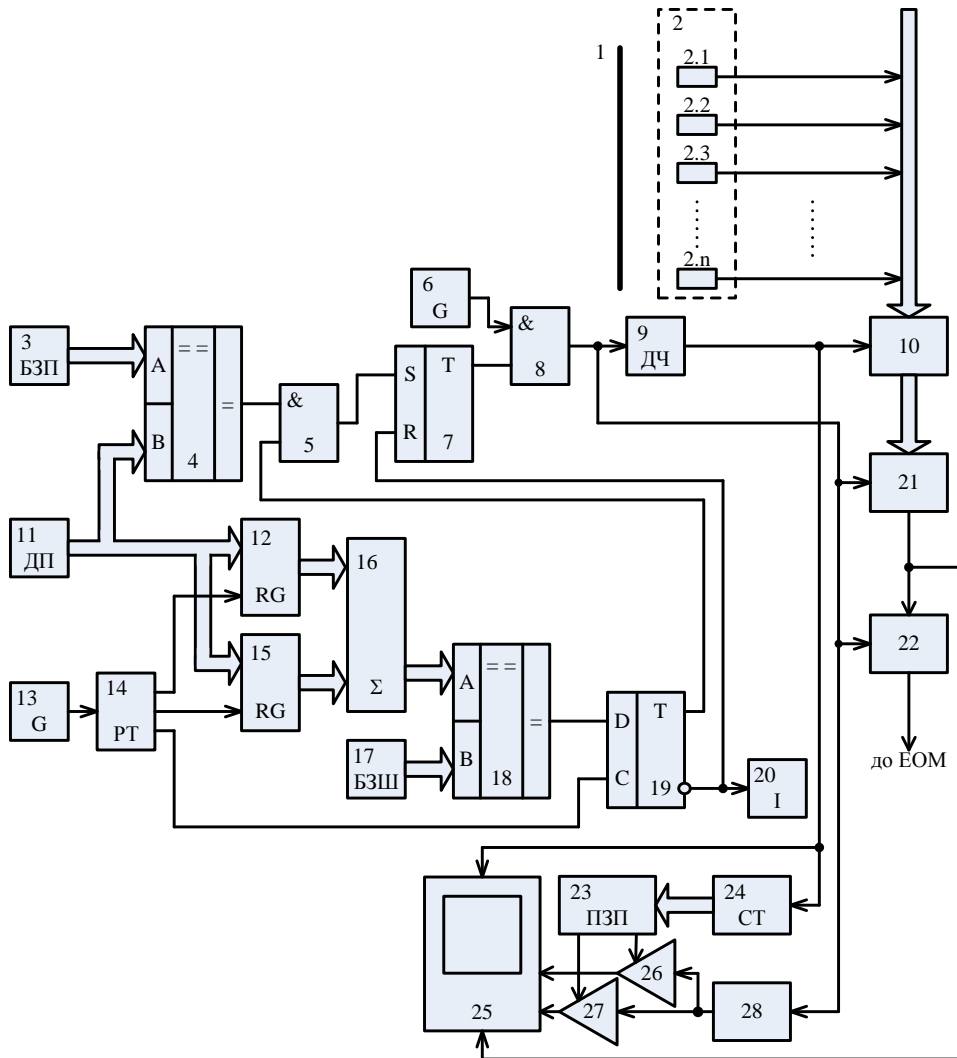 2
1
2.1
2.2
2.3
2.n
6
G
&
8
9
ДЧ
10
3
БЗП
A
B
= =
=
4
&
5
S
R
T
7
21
11
ДП
12
RG
16
Σ
15
RG
22
13
G
14
РТ
A
B
= =
=
18
17
БЗШ
D
C
T
19
20
I
до ЕОМ
23
ПЗП
24
СТ
25
26
27
28